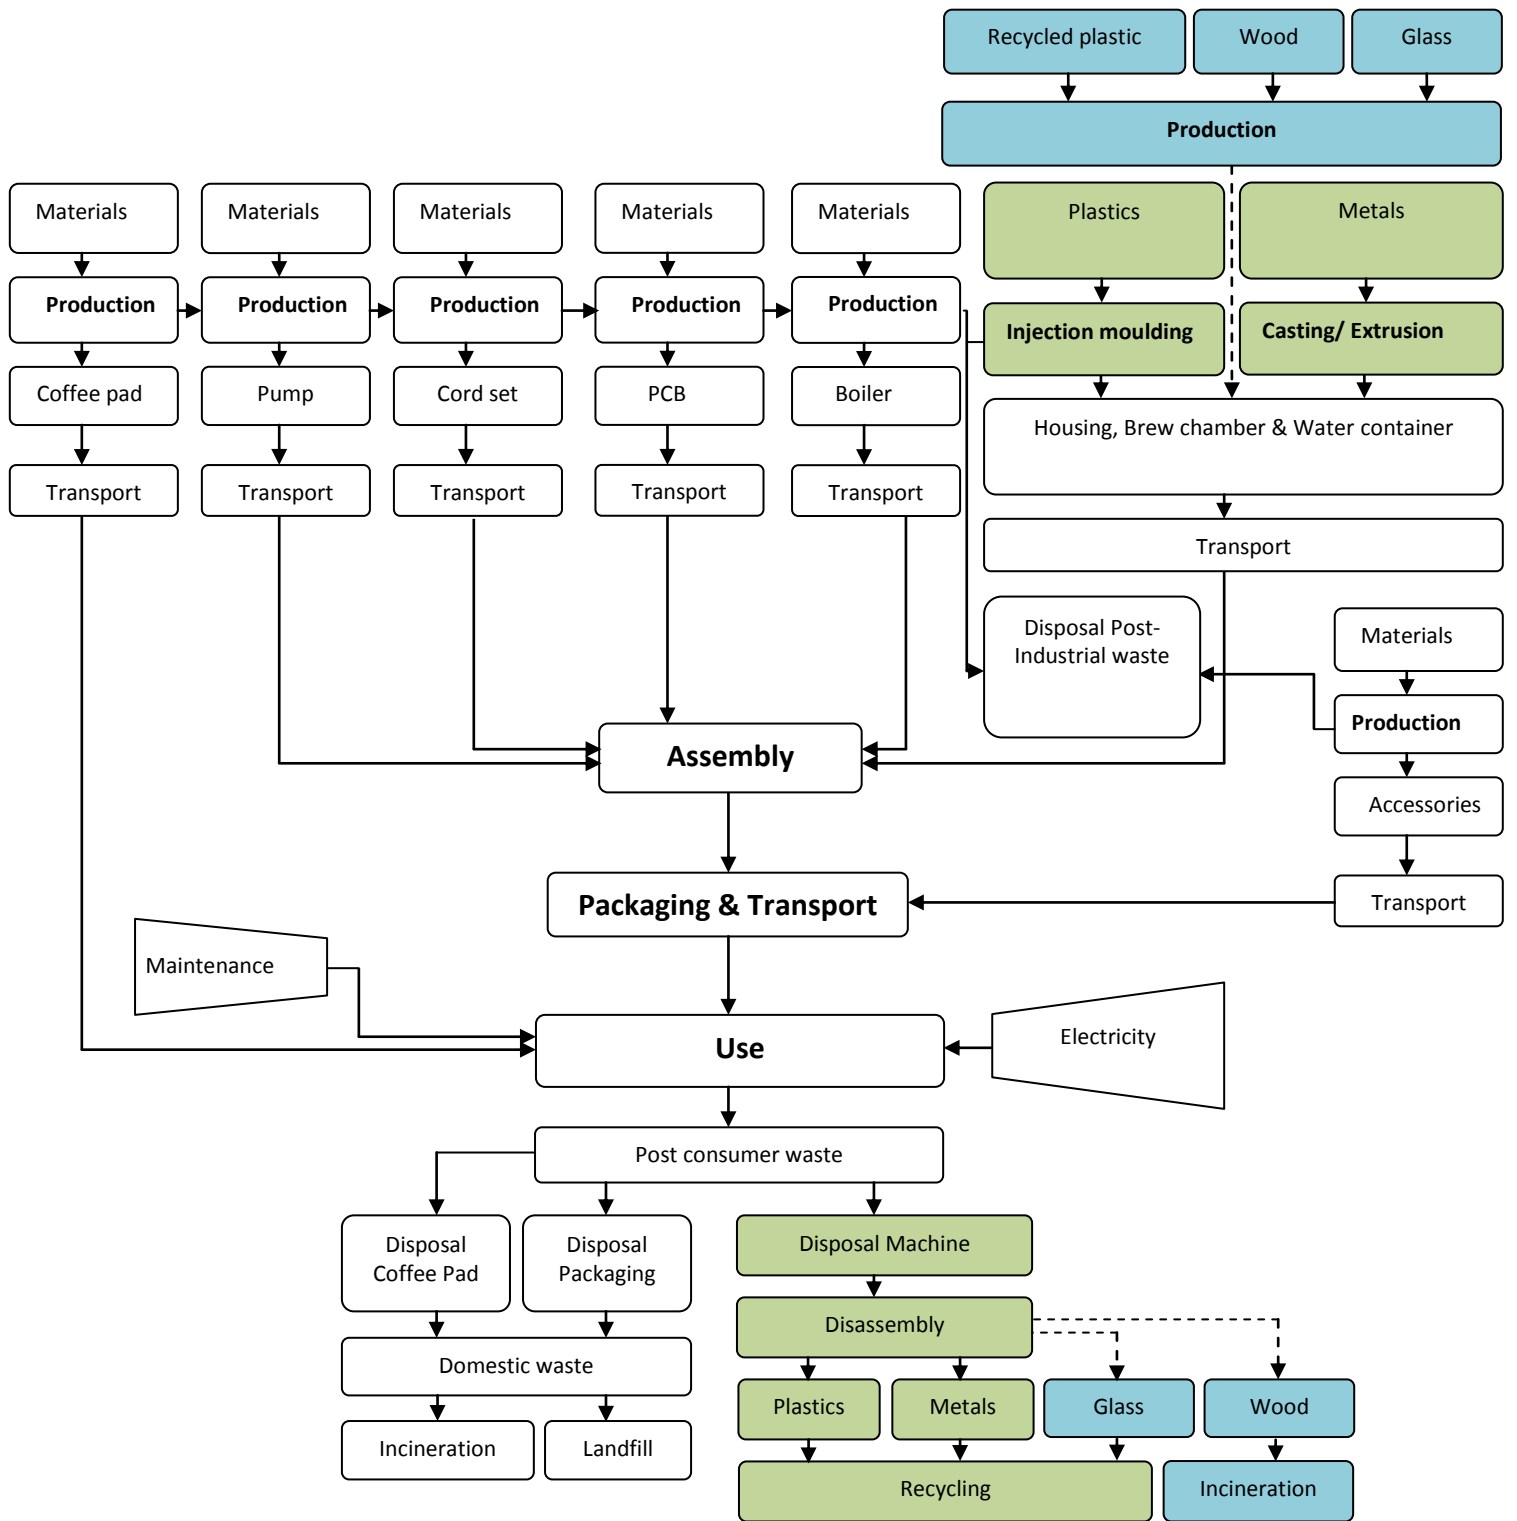 Recycled plastic
Wood
Glass
Production
Materials
Materials
Materials
Materials
Materials
Plastics
Metals
Production
Production
Production
Production
Production
Injection moulding
Casting/ Extrusion
Coffee pad
Pump
Cord set
PCB
Boiler
Housing, Brew chamber & Water container
Transport
Transport
Transport
Transport
Transport
Transport
Disposal Post-
Industrial waste
Materials
Production
Assembly
Accessories
Packaging & Transport
Transport
Maintenance
Use
Electricity
Post consumer waste
Disposal
Coffee Pad
Disposal
Packaging
Disposal Machine
Disassembly
Domestic waste
Plastics
Metals
Glass
Wood
Incineration
Landfill
Recycling
Incineration